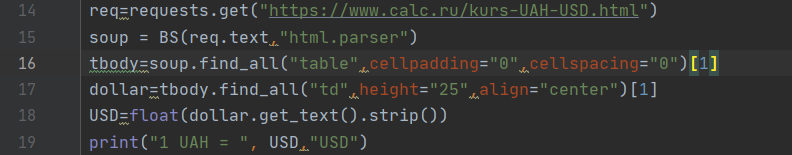 14 req=requests.get("https://www.calc.ru/kurs-UAH-USD.html")
15 soup = BS(req.text,"html.parser")
16 tbody=soup.find_all("table",cellpadding="0",cellspacing="0")[1]
17 dollar=tbody.find_all("td",height="25",align="center")[1]
18 USD=float(dollar.get_text().strip())
19 print("1 UAH = ", USD,"USD")